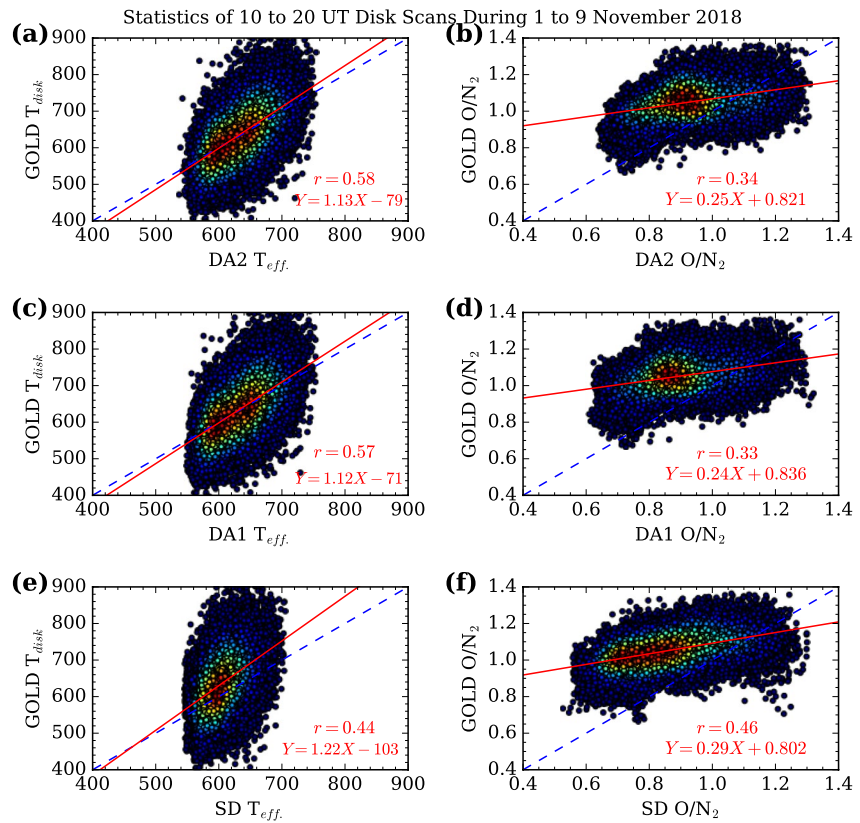 Statistics of 10 to 20 UT Disk Scans During 1 to 9 November 2018
(a)
900
800
700
600
500
400
GOLD T_disk
r = 0.58
Y = 1.13X − 79
400 500 600 700 800 900
DA2 T_eff.
(b)
1.4
1.2
1.0
0.8
0.6
0.4
GOLD O/N₂
r = 0.34
Y = 0.25X + 0.821
0.4 0.6 0.8 1.0 1.2 1.4
DA2 O/N₂
(c)
900
800
700
600
500
400
GOLD T_disk
r = 0.57
Y = 1.12X − 71
400 500 600 700 800 900
DA1 T_eff.
(d)
1.4
1.2
1.0
0.8
0.6
0.4
GOLD O/N₂
r = 0.33
Y = 0.24X + 0.836
0.4 0.6 0.8 1.0 1.2 1.4
DA1 O/N₂
(e)
900
800
700
600
500
400
GOLD T_disk
r = 0.44
Y = 1.22X − 103
400 500 600 700 800 900
SD T_eff.
(f)
1.4
1.2
1.0
0.8
0.6
0.4
GOLD O/N₂
r = 0.46
Y = 0.29X + 0.802
0.4 0.6 0.8 1.0 1.2 1.4
SD O/N₂